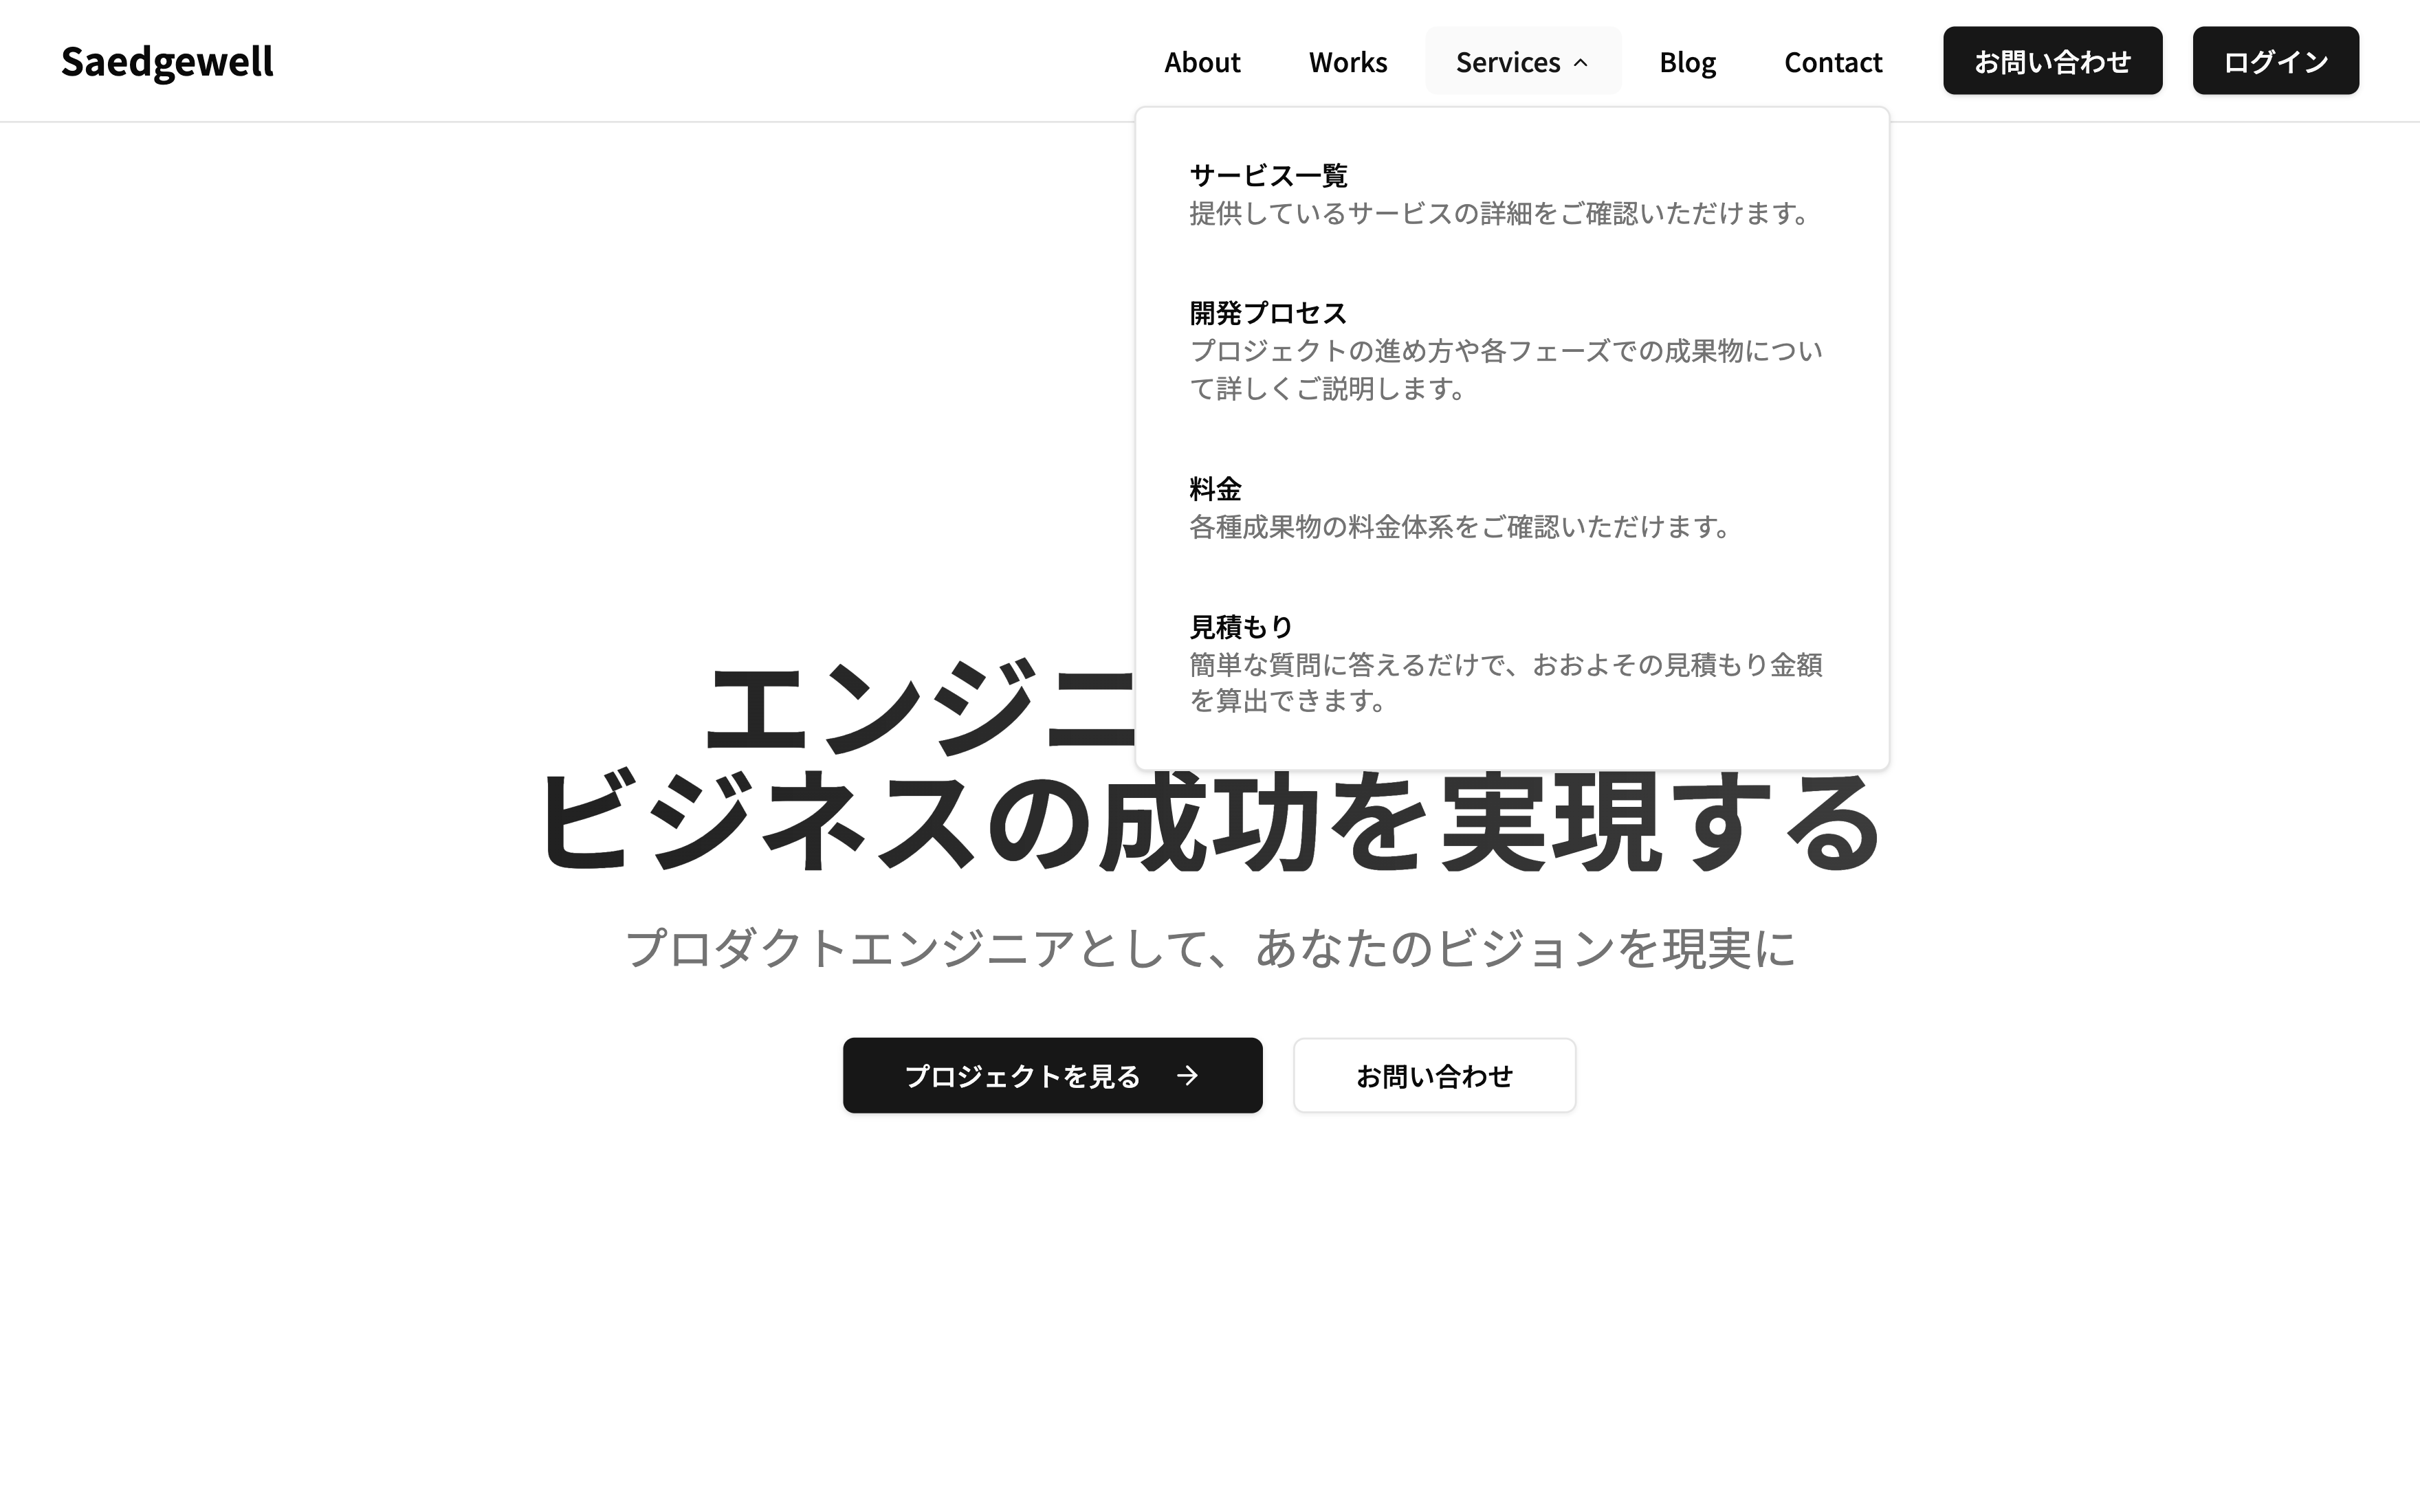 Saedgewell
About
Works
Services
Blog
Contact
お問い合わせ
ログイン
サービス一覧
提供しているサービスの詳細をご確認いただけます。
開発プロセス
プロジェクトの進め方や各フェーズでの成果物につい
て詳しくご説明します。
料金
各種成果物の料金体系をご確認いただけます。
見積もり
簡単な質問に答えるだけで、おおよその見積もり金額
を算出できます。
エンジニ
ビジネスの成功を実現する
プロダクトエンジニアとして、あなたのビジョンを現実に
プロジェクトを見る
お問い合わせ